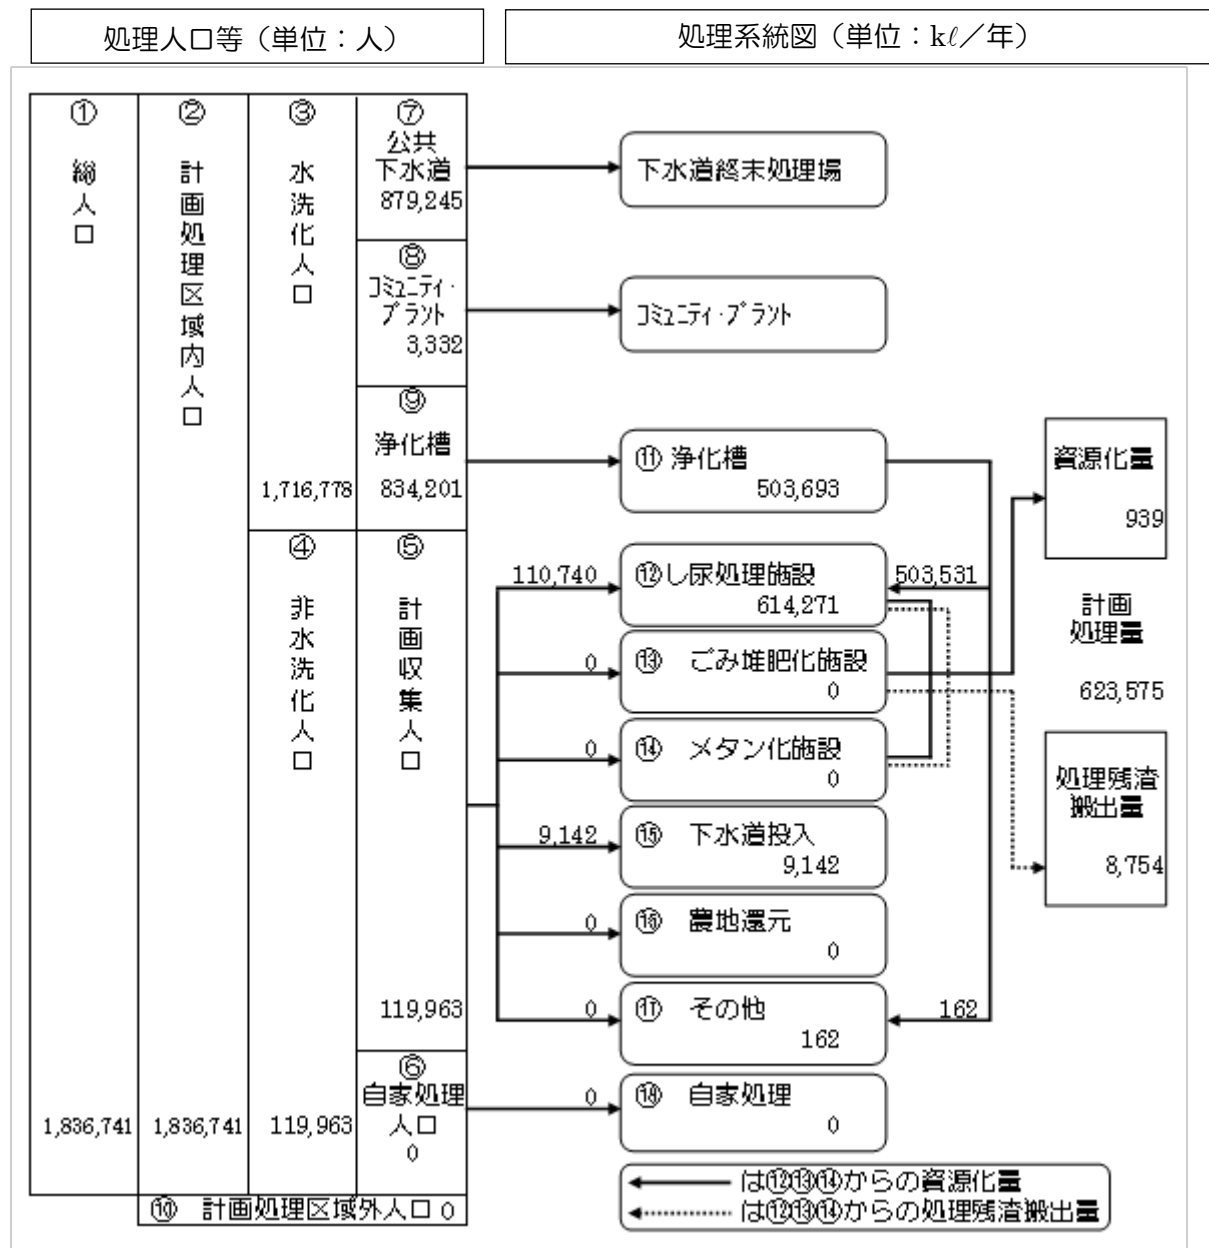 処理人口等（単位：人）
処理系統図（単位：kℓ／年）
①
総人口
1,836,741
②
計画処理区域内人口
1,836,741
③
水洗化人口
1,716,778
④
非水洗化人口
119,963
⑦
公共
下水道
879,245
⑧
ｺﾐｭﾆﾃｨ・
ﾌﾟﾗﾝﾄ
3,332
⑨
浄化槽
834,201
⑤
計画収集人口
119,963
⑥
自家処理
人口
0
⑩ 計画処理区域外人口 0
下水道終末処理場
ｺﾐｭﾆﾃｨ・ﾌﾟﾗﾝﾄ
⑪ 浄化槽
503,693
110,740
⑫し尿処理施設
614,271
503,531
0
⑬ ごみ堆肥化施設
0
0
⑭ メタン化施設
0
9,142
⑮ 下水道投入
9,142
0
⑯ 農地還元
0
0
⑰ その他
162
162
0
⑱ 自家処理
0
資源化量
939
計画
処理量
623,575
処理残渣
搬出量
8,754
は⑫⑬⑭からの資源化量
は⑫⑬⑭からの処理残渣搬出量